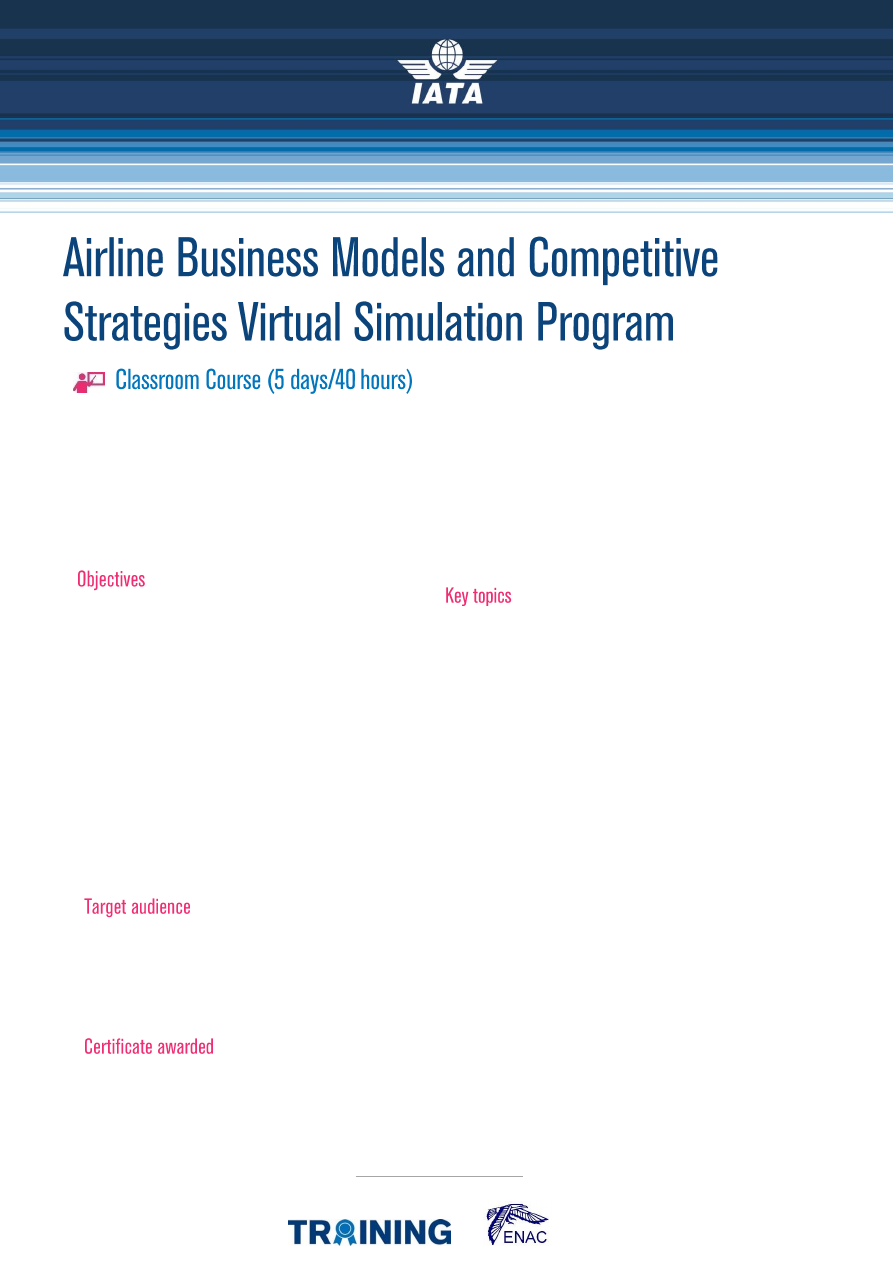 IATA
Airline Business Models and Competitive
Strategies Virtual Simulation Program
Classroom Course (5 days/40 hours)
Objectives
Key topics
Target audience
Certificate awarded
TRAINING
ENAC